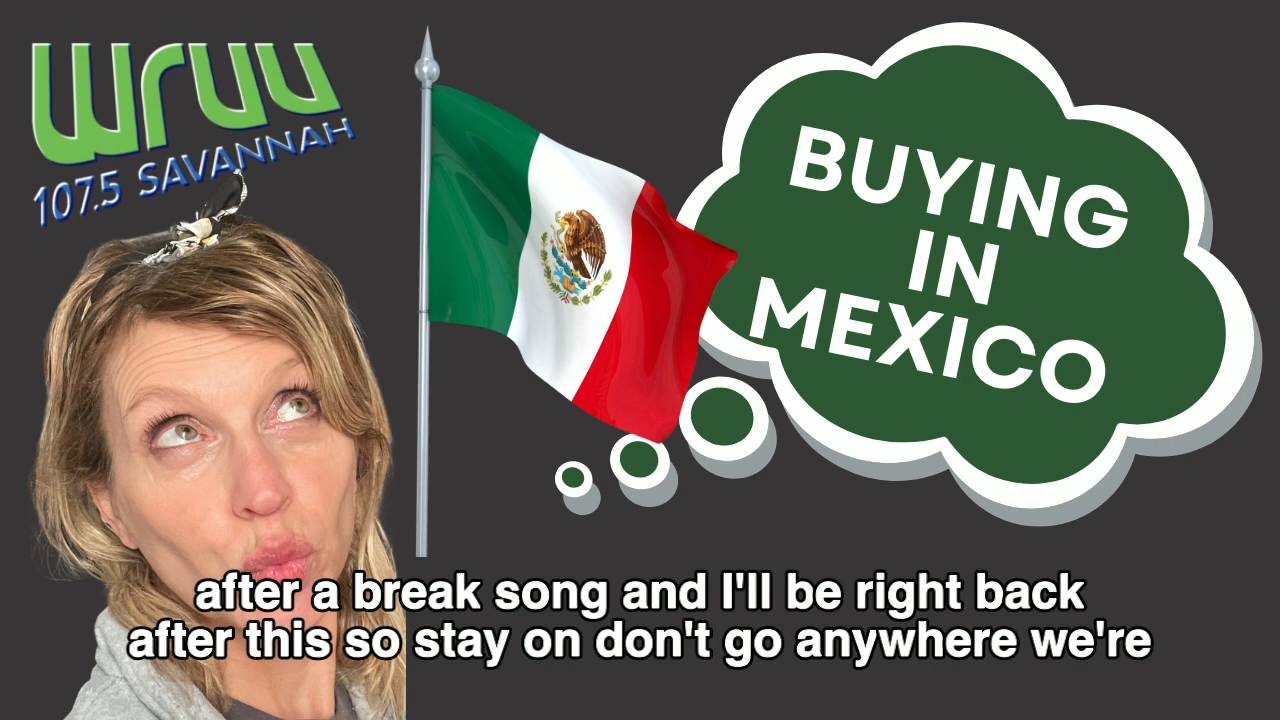 wruu
107.5 SAVANNAH
BUYING
IN
MEXICO
after a break song and I'll be right back
after this so stay on don't go anywhere we're